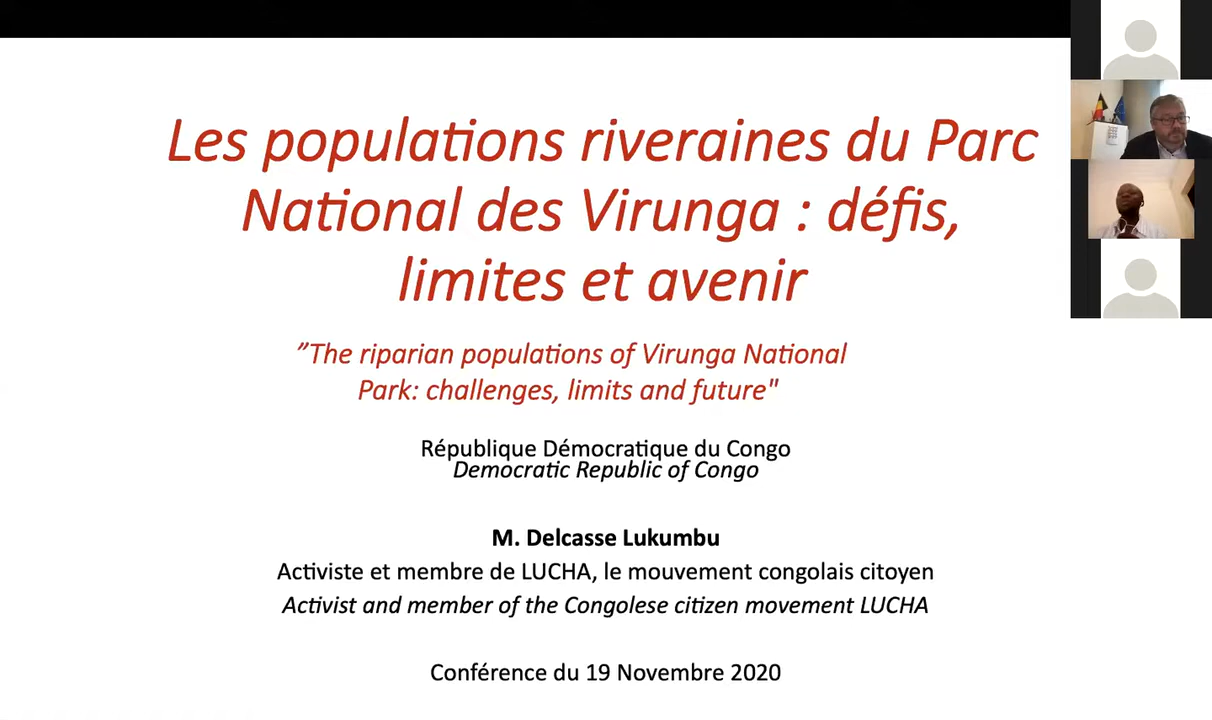 Les populations riveraines du Parc
National des Virunga : défis,
limites et avenir
”The riparian populations of Virunga National
Park: challenges, limits and future"
République Démocratique du Congo
Democratic Republic of Congo
M. Delcasse Lukumbu
Activiste et membre de LUCHA, le mouvement congolais citoyen
Activist and member of the Congolese citizen movement LUCHA
Conférence du 19 Novembre 2020